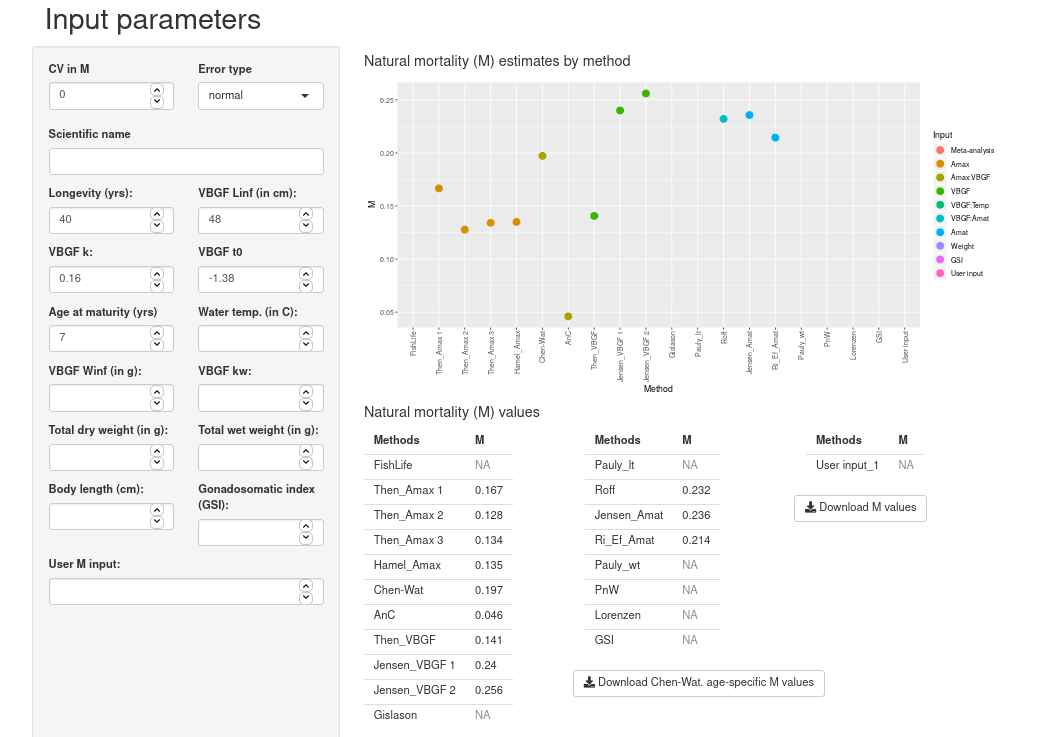 Input parameters
CV in M
Error type
0
normal
Scientific name
Longevity (yrs):
VBGF Linf (in cm):
40
48
VBGF k:
VBGF t0
0.16
-1.38
Age at maturity (yrs)
Water temp. (in C):
7
VBGF Winf (in g):
VBGF kw:
Total dry weight (in g):
Total wet weight (in g):
Body length (cm):
Gonadosomatic index
(GSI):
User M input:
Natural mortality (M) estimates by method
0.25
0.20
0.15
0.10
0.05
M
FishLife
Then_Amax 1
Then_Amax 2
Then_Amax 3
Hamel_Amax
Chen-Wat
AnC
Then_VBGF
Jensen_VBGF 1
Jensen_VBGF 2
Gislason
Pauly_lt
Roff
Jensen_Amat
Ri_Ef_Amat
Pauly_wt
PnW
Lorenzen
GSI
User input
Method
Input
Meta-analysis
Amax
Amax:VBGF
VBGF
VBGF:Temp
VBGF:Amat
Amat
Weight
GSI
User input
Natural mortality (M) values
Methods M
FishLife NA
Then_Amax 1 0.167
Then_Amax 2 0.128
Then_Amax 3 0.134
Hamel_Amax 0.135
Chen-Wat 0.197
AnC 0.046
Then_VBGF 0.141
Jensen_VBGF 1 0.24
Jensen_VBGF 2 0.256
Gislason NA
Methods M
Pauly_lt NA
Roff 0.232
Jensen_Amat 0.236
Ri_Ef_Amat 0.214
Pauly_wt NA
PnW NA
Lorenzen NA
GSI NA
Download Chen-Wat. age-specific M values
Methods M
User input_1 NA
Download M values